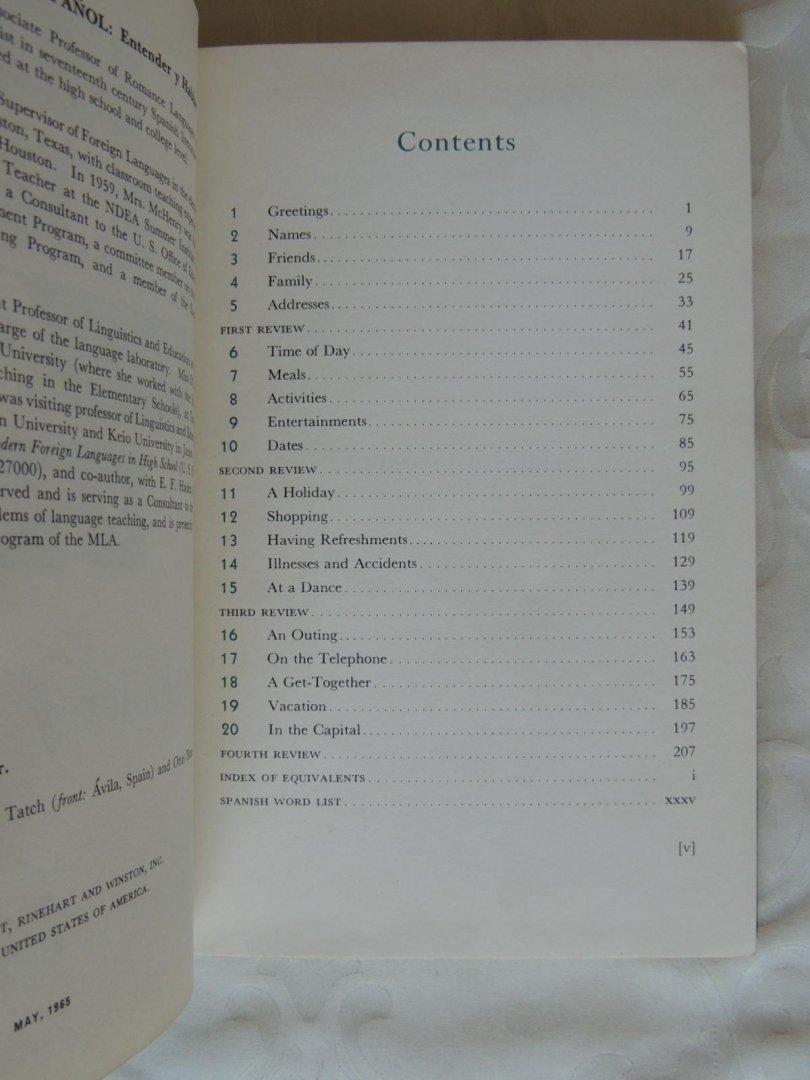 AÑOL: Entender y
ociate Professor of Romance
ist in seventeenth century Spanish
ed at the high school and college level.
Supervisor of Foreign Languages in the
ston, Texas, with classroom teaching
Houston. In 1959, Mrs. McHenry was
Teacher at the NDEA Summer
a Consultant to the U. S. Office of
ment Program, a committee member on
ng Program, and a member of the
t Professor of Linguistics and Education
arge of the language laboratory. Miss
University (where she worked with the
ching in the Elementary Schools), at
was visiting professor of Linguistics and
n University and Keio University in
dern Foreign Languages in High School (U. S.
27000), and co-author, with E. F.
rved and is serving as a Consultant to
lems of language teaching, and is
rogram of the MLA.
r.
Tatch (front: Ávila, Spain) and
T, RINEHART AND WINSTON, INC.
UNITED STATES OF AMERICA.
MAY, 1965
Contents
1 Greetings 1
2 Names 9
3 Friends 17
4 Family 25
5 Addresses 33
FIRST REVIEW 41
6 Time of Day 45
7 Meals 55
8 Activities 65
9 Entertainments 75
10 Dates 85
SECOND REVIEW 95
11 A Holiday 99
12 Shopping 109
13 Having Refreshments 119
14 Illnesses and Accidents 129
15 At a Dance 139
THIRD REVIEW 149
16 An Outing 153
17 On the Telephone 163
18 A Get-Together 175
19 Vacation 185
20 In the Capital 197
FOURTH REVIEW 207
INDEX OF EQUIVALENTS i
SPANISH WORD LIST xxxv
[v]